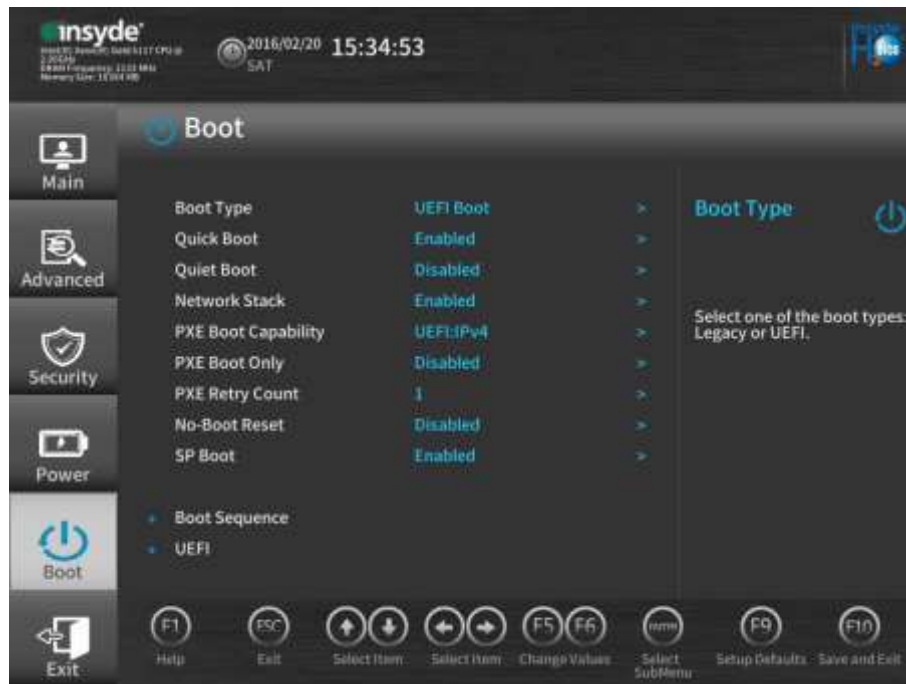 insyde
2016/02/20 15:34:53
SAT
Boot
Main
Advanced
Security
Power
Boot
Exit
Boot Type UEFI Boot >
Quick Boot Enabled >
Quiet Boot Disabled >
Network Stack Enabled >
PXE Boot Capability UEFI:IPv4 >
PXE Boot Only Disabled >
PXE Retry Count 1 >
No-Boot Reset Disabled >
SP Boot Enabled >
Boot Sequence
UEFI
Boot Type
Select one of the boot types:
Legacy or UEFI.
F1 Help
ESC Exit
Select Item
Select Item
F5 F6 Change Values
Select
SubMenu
F9 Setup Defaults
F10 Save and Exit